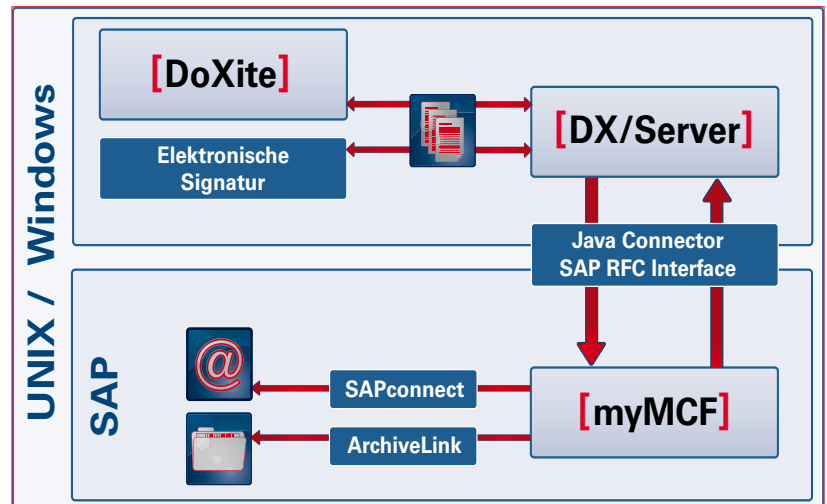 UNIX / Windows
[DoXite]
[DX/Server]
Elektronische
Signatur
Java Connector
SAP RFC Interface
SAP
@
SAPconnect
[myMCF]
ArchiveLink